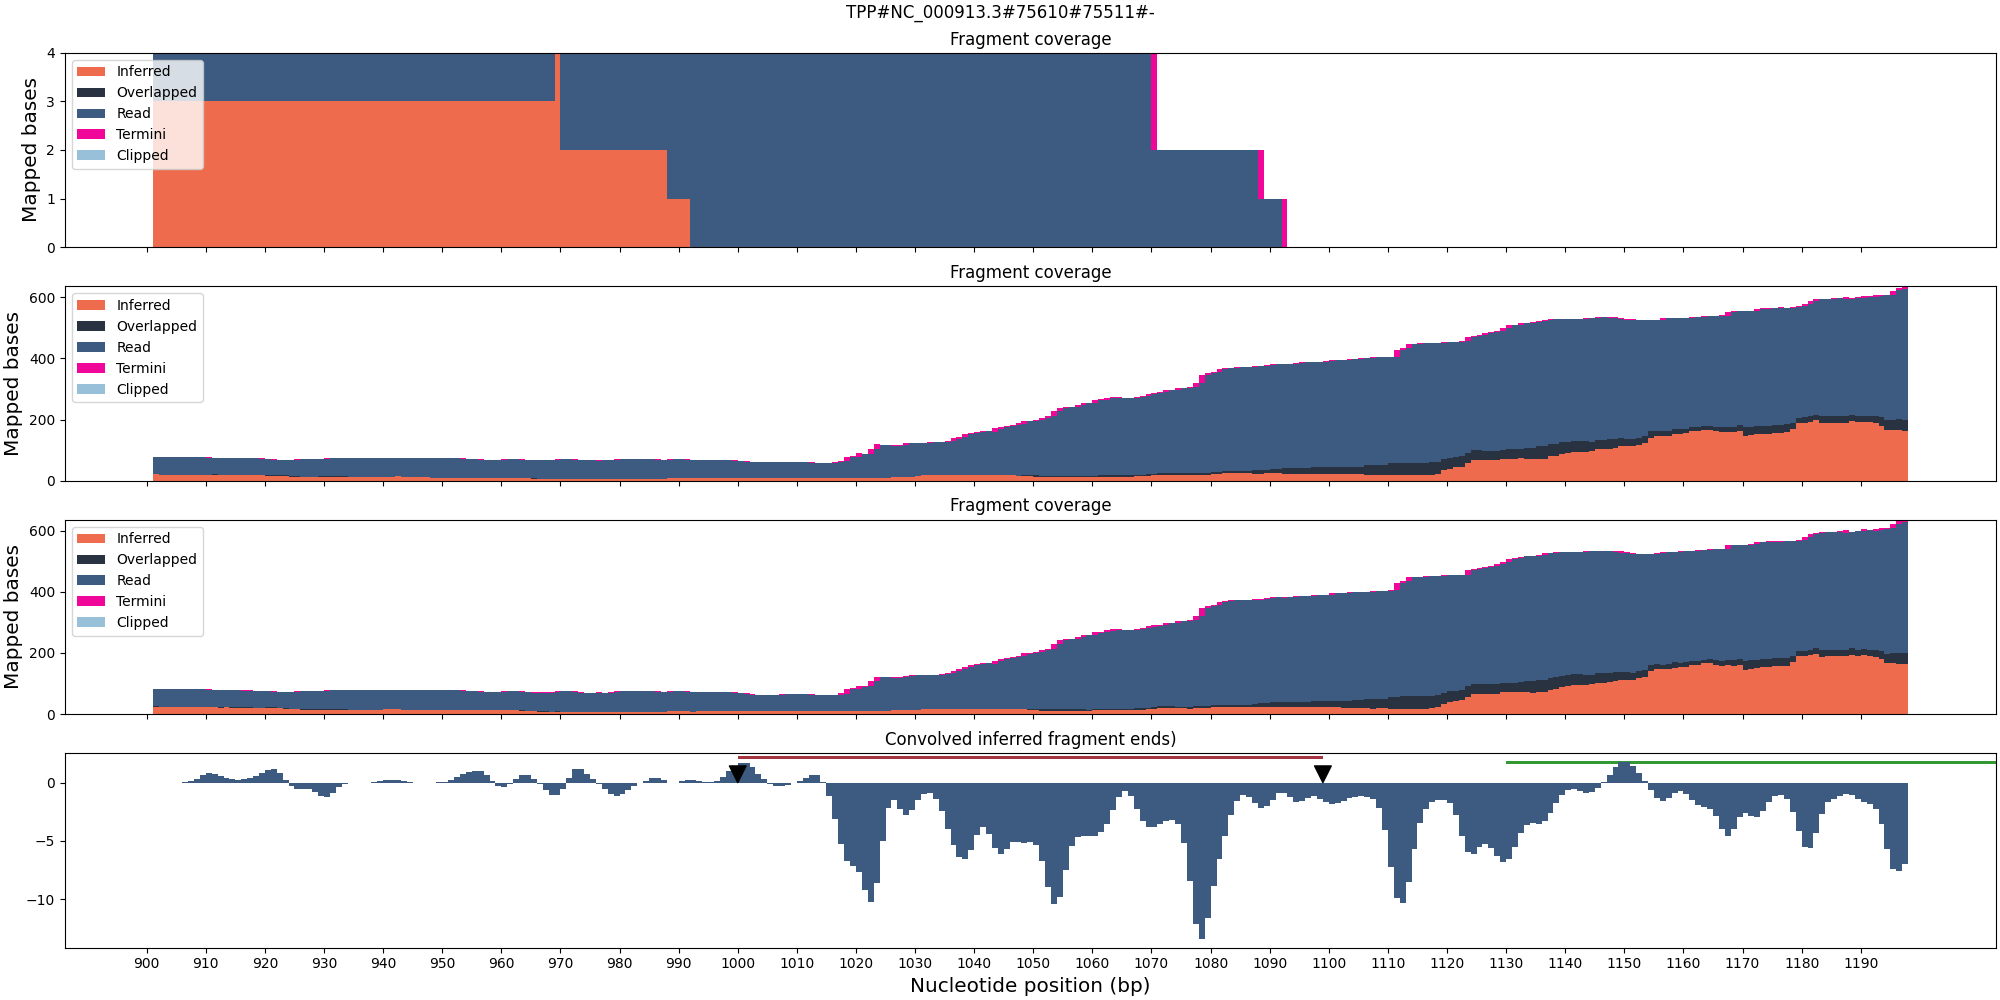 TPP#NC_000913.3#75610#75511#-
Fragment coverage
Mapped bases
4
3
2
1
0
Inferred
Overlapped
Read
Termini
Clipped
Fragment coverage
Mapped bases
600
400
200
0
Inferred
Overlapped
Read
Termini
Clipped
Fragment coverage
Mapped bases
600
400
200
0
Inferred
Overlapped
Read
Termini
Clipped
Convolved inferred fragment ends)
0
−5
−10
900 910 920 930 940 950 960 970 980 990 1000 1010 1020 1030 1040 1050 1060 1070 1080 1090 1100 1110 1120 1130 1140 1150 1160 1170 1180 1190
Nucleotide position (bp)